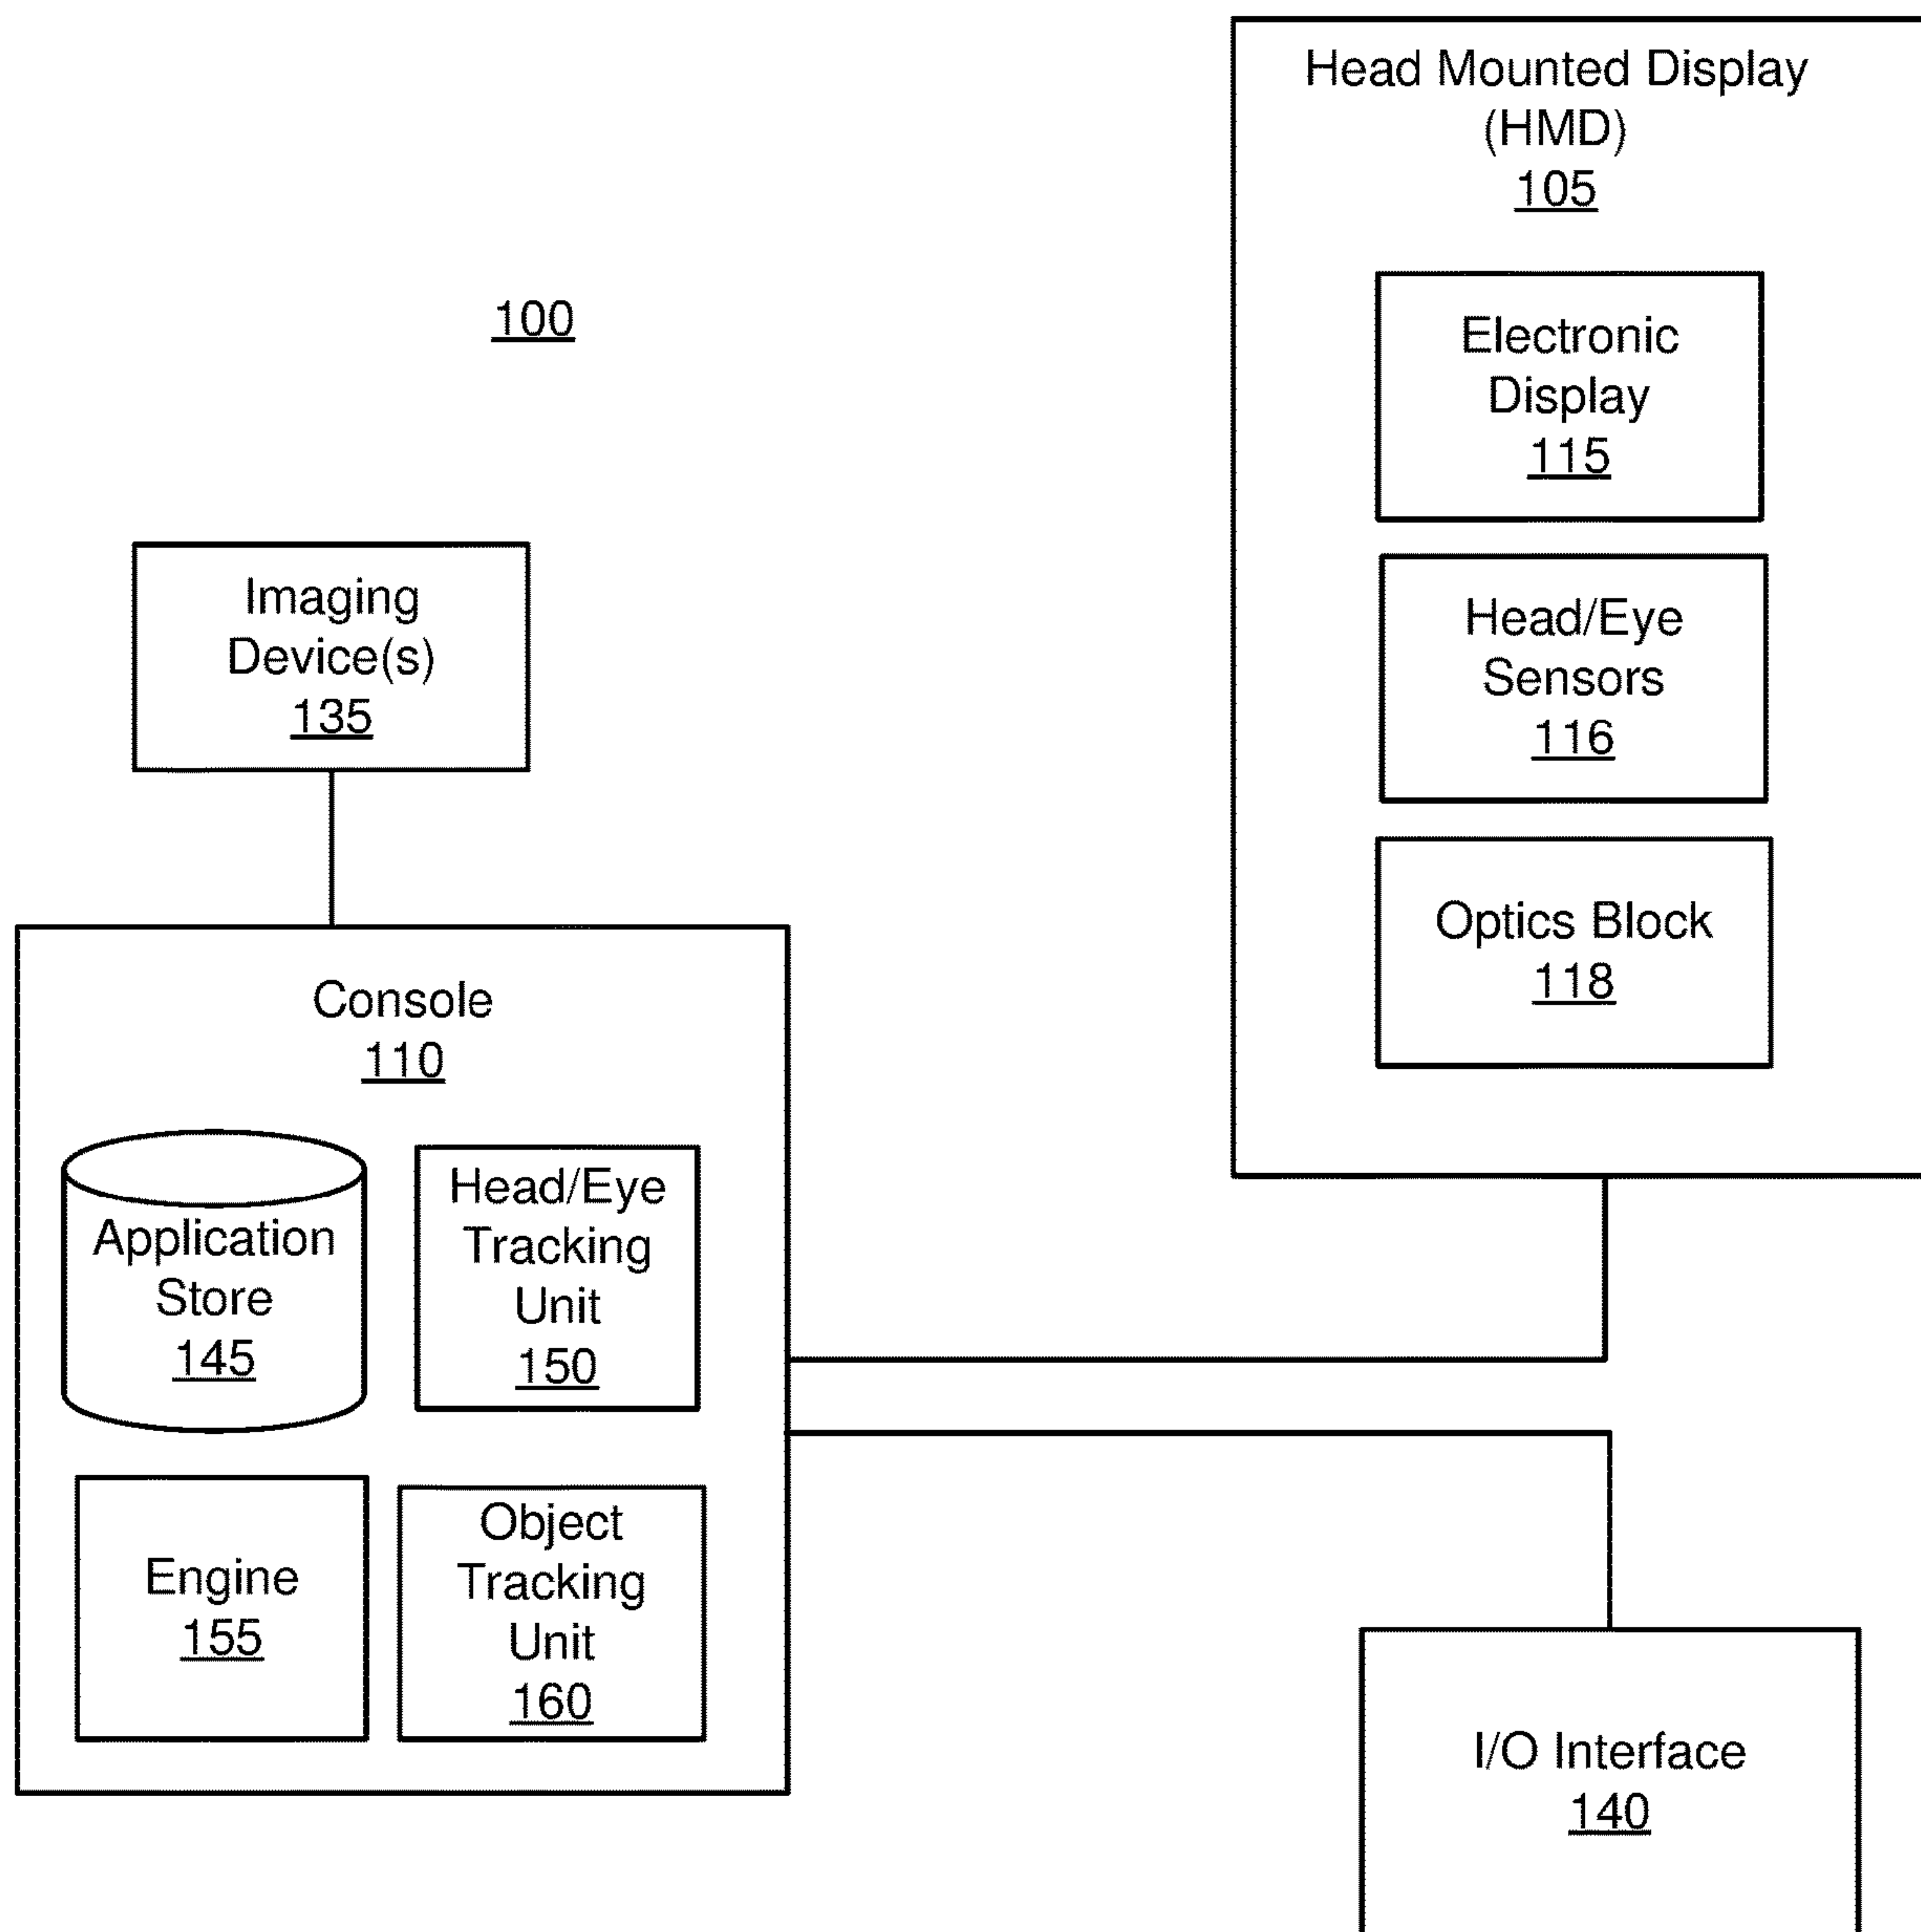 Head Mounted Display
(HMD)
105
Electronic
Display
115
Head/Eye
Sensors
116
Optics Block
118
100
Imaging
Device(s)
135
Console
110
Application
Store
145
Head/Eye
Tracking
Unit
150
Engine
155
Object
Tracking
Unit
160
I/O Interface
140